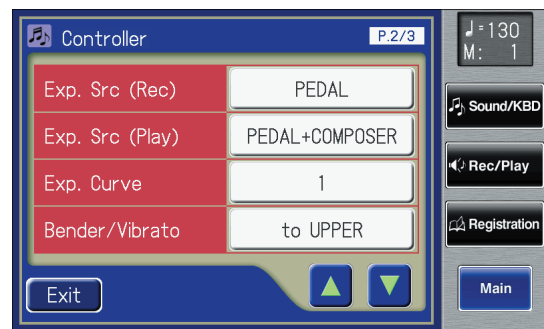 Controller
P.2/3
Exp. Src (Rec) PEDAL
Exp. Src (Play) PEDAL+COMPOSER
Exp. Curve 1
Bender/Vibrato to UPPER
Exit
♩=130
M: 1
Sound/KBD
Rec/Play
Registration
Main